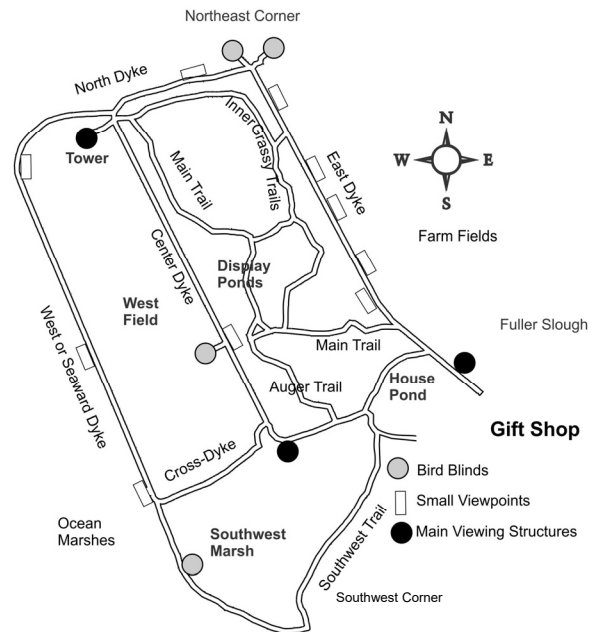 Northeast Corner
North Dyke
Inner Grassy Trails
N
W
E
S
Tower
Main Trail
East Dyke
Farm Fields
Center Dyke
Display
Ponds
West
Field
Fuller Slough
West or Seaward Dyke
Main Trail
House
Pond
Auger Trail
Gift Shop
Cross-Dyke
Bird Blinds
Small Viewpoints
Ocean
Marshes
Southwest
Marsh
Southwest Trail
Main Viewing Structures
Southwest Corner